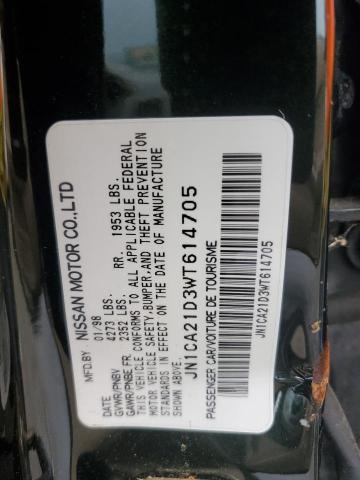 MFD.BY NISSAN MOTOR CO.,LTD
DATE 01/98
GVWR/PNBV 4273 LBS.
GAWR/PNBE FR. 2352 LBS. RR. 1953 LBS.
THIS VEHICLE CONFORMS TO ALL APPLICABLE FEDERAL
MOTOR VEHICLE SAFETY,BUMPER,AND THEFT PREVENTION
STANDARDS IN EFFECT ON THE DATE OF MANUFACTURE
SHOWN ABOVE.
JN1CA21D3WT614705
PASSENGER CAR/VOITURE DE TOURISME
JN1CA21D3WT614705